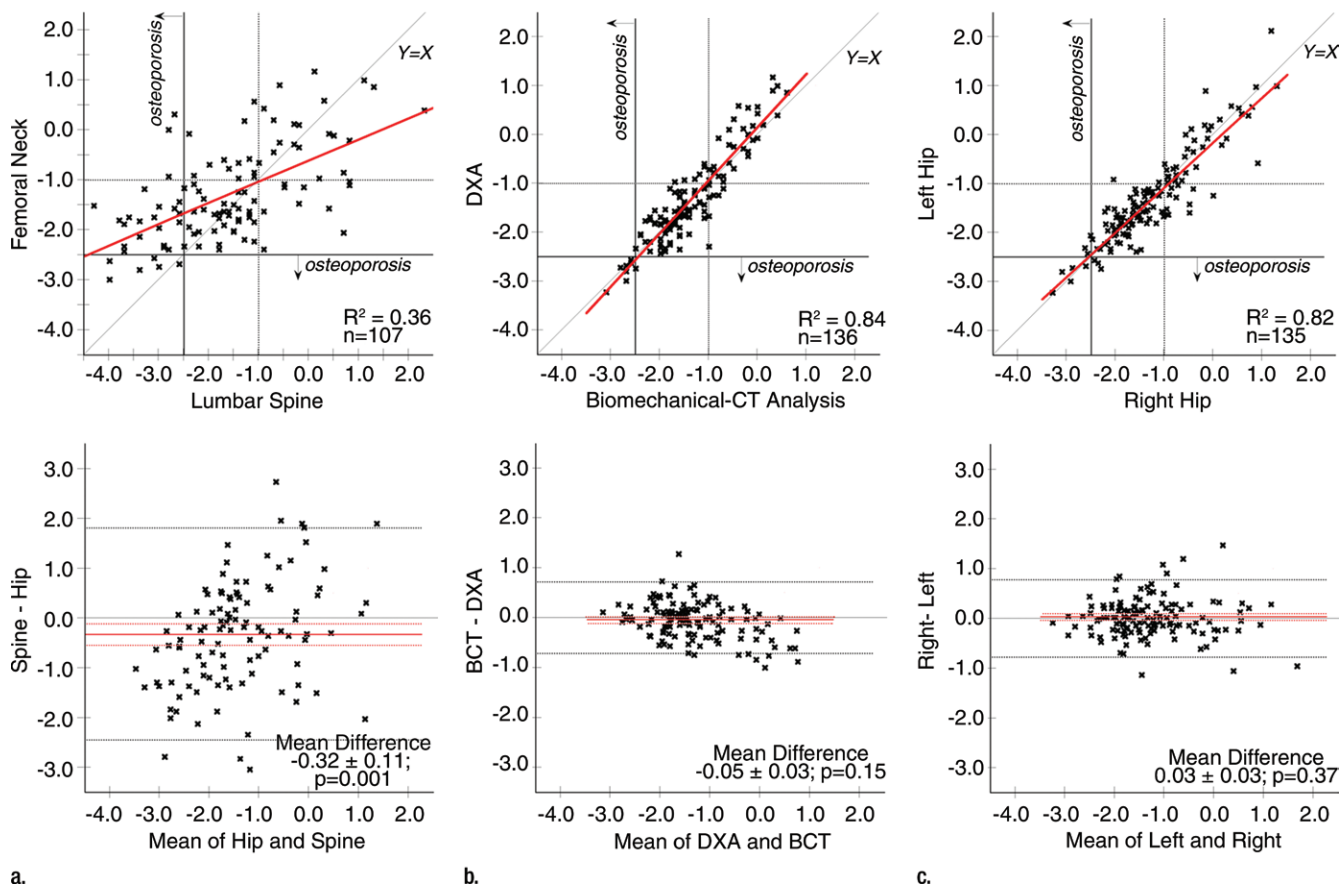 2.0
1.0
0.0
-1.0
-2.0
-3.0
-4.0
Femoral Neck
osteoporosis
Y=X
osteoporosis
R² = 0.36
n=107
-4.0 -3.0 -2.0 -1.0 0.0 1.0 2.0
Lumbar Spine
2.0
1.0
0.0
-1.0
-2.0
-3.0
-4.0
DXA
osteoporosis
Y=X
osteoporosis
R² = 0.84
n=136
-4.0 -3.0 -2.0 -1.0 0.0 1.0 2.0
Biomechanical-CT Analysis
2.0
1.0
0.0
-1.0
-2.0
-3.0
-4.0
Left Hip
osteoporosis
Y=X
osteoporosis
R² = 0.82
n=135
-4.0 -3.0 -2.0 -1.0 0.0 1.0 2.0
Right Hip
3.0
2.0
1.0
0.0
-1.0
-2.0
-3.0
Spine - Hip
Mean Difference
-0.32 ± 0.11;
p=0.001
-4.0 -3.0 -2.0 -1.0 0.0 1.0 2.0
Mean of Hip and Spine
a.
3.0
2.0
1.0
0.0
-1.0
-2.0
-3.0
BCT - DXA
Mean Difference
-0.05 ± 0.03; p=0.15
-4.0 -3.0 -2.0 -1.0 0.0 1.0 2.0
Mean of DXA and BCT
b.
3.0
2.0
1.0
0.0
-1.0
-2.0
-3.0
Right- Left
Mean Difference
0.03 ± 0.03; p=0.37
-4.0 -3.0 -2.0 -1.0 0.0 1.0 2.0
Mean of Left and Right
c.